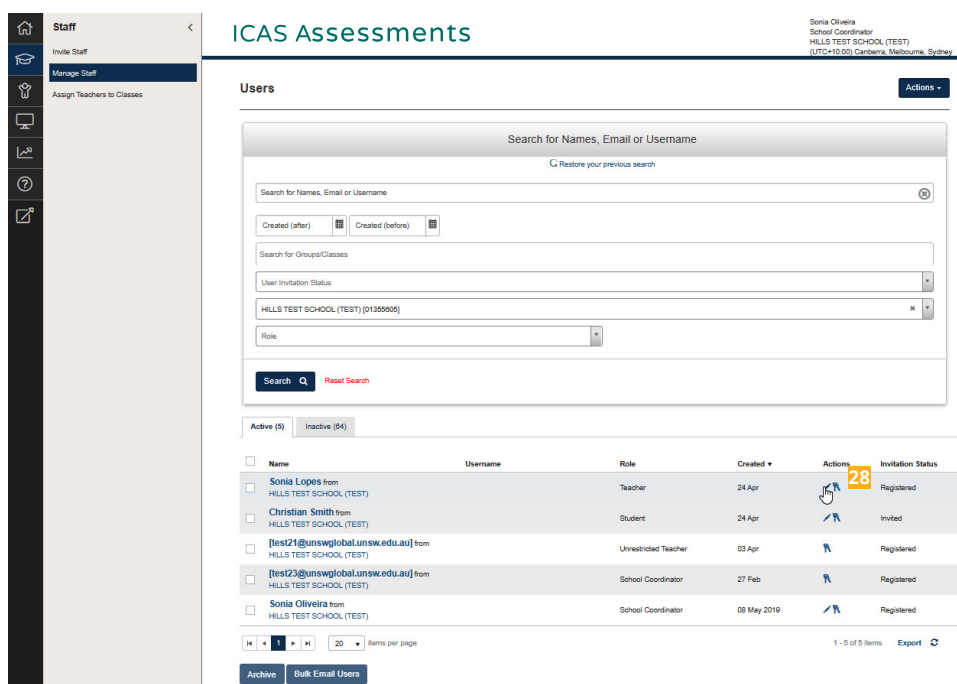 Staff
Invite Staff
Manage Staff
Assign Teachers to Classes
ICAS Assessments
Sonia Oliveira
School Coordinator
HILLS TEST SCHOOL (TEST)
(UTC+10:00) Canberra, Melbourne, Sydney
Users
Actions
Search for Names, Email or Username
Restore your previous search
Search for Names, Email or Username
Created (after) Created (before)
Search for Groups/Classes
User Invitation Status
HILLS TEST SCHOOL (TEST) [01355605]
Role
Search Reset Search
Active (5) Inactive (64)
Name Username Role Created Actions Invitation Status
28
Sonia Lopes from
HILLS TEST SCHOOL (TEST) Teacher 24 Apr Registered
Christian Smith from
HILLS TEST SCHOOL (TEST) Student 24 Apr Invited
[test21@unswglobal.unsw.edu.au] from
HILLS TEST SCHOOL (TEST) Unrestricted Teacher 03 Apr Registered
[test23@unswglobal.unsw.edu.au] from
HILLS TEST SCHOOL (TEST) School Coordinator 27 Feb Registered
Sonia Oliveira from
HILLS TEST SCHOOL (TEST) School Coordinator 08 May 2019 Registered
1 20 items per page 1 - 5 of 5 items Export
Archive Bulk Email Users